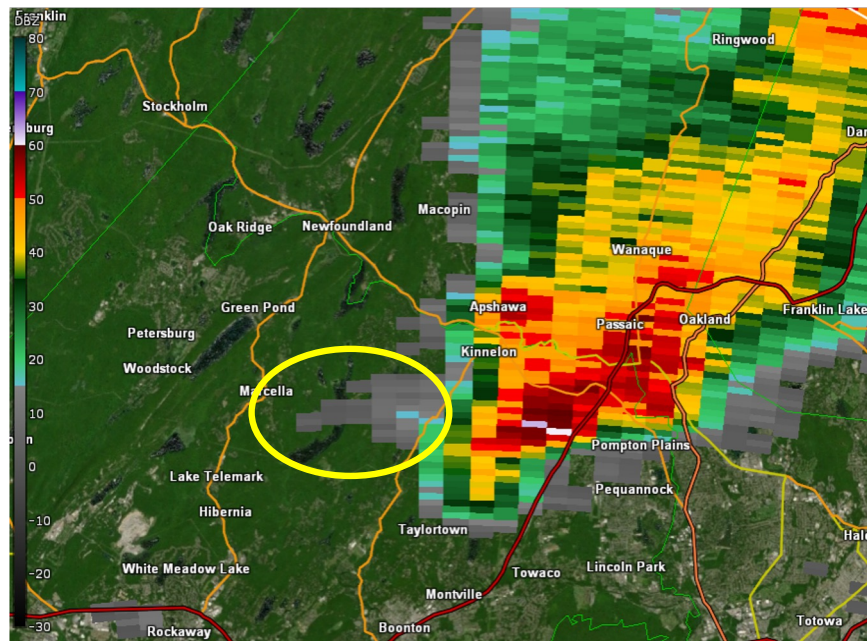 Franklin
DBZ
80
Ringwood
Stockholm
70
60
Macopin
Oak Ridge
Newfoundland
50
Wanaque
40
Green Pond
Apshawa
Franklin Lake
Oakland
30
Petersburg
Passaic
Kinnelon
20
Woodstock
Marcella
10
Pompton Plains
0
Lake Telemark
Pequannock
Hibernia
-10
Taylortown
White Meadow Lake
Towaco
Lincoln Park
-20
Montville
Totowa
-30
Rockaway
Boonton